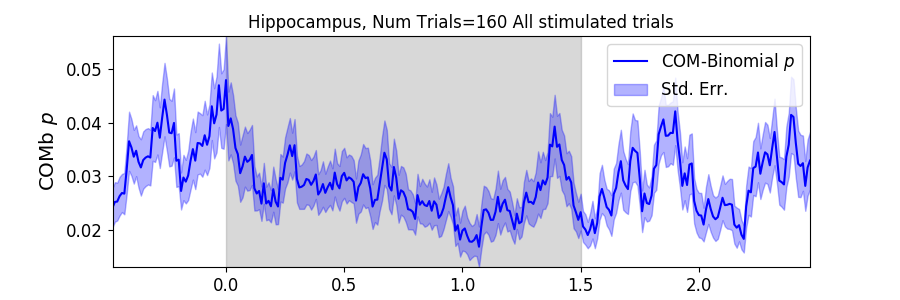 Hippocampus, Num Trials=160 All stimulated trials
COMb p
0.05
0.04
0.03
0.02
COM-Binomial p
Std. Err.
0.0 0.5 1.0 1.5 2.0